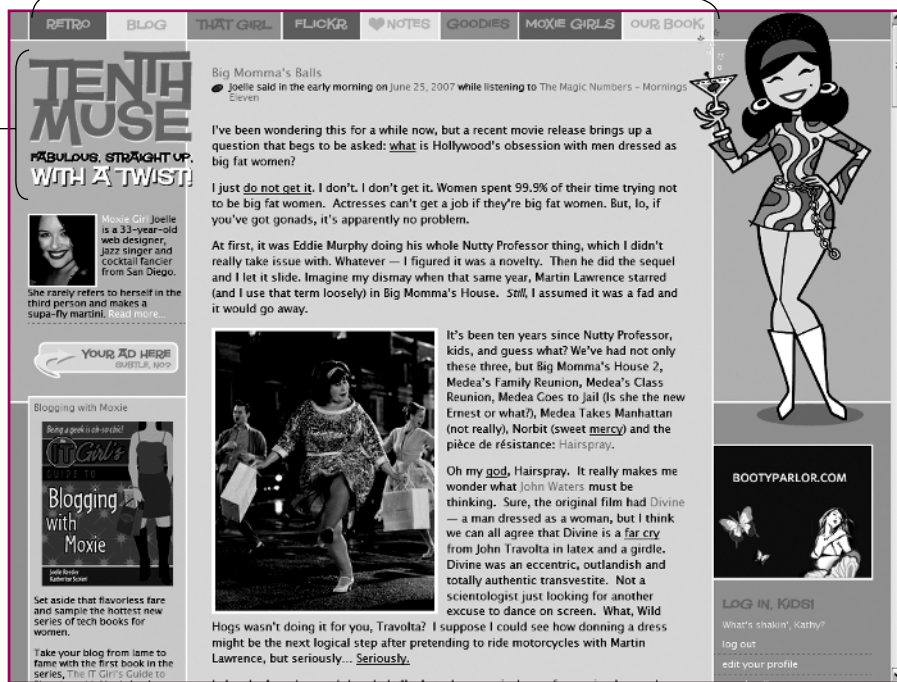 RETRO BLOG THAT GIRL FLICKR NOTES GOODIES MOXIE GIRLS OUR BOOK
TENTH
MUSE
FABULOUS, STRAIGHT UP,
WITH A TWIST!
Moxie Girl Joelle
is a 33-year-old
web designer,
jazz singer and
cocktail fancier
from San Diego.
She rarely refers to herself in the
third person and makes a
supa-fly martini. Read more...
YOUR AD HERE
SUBTLE, NO?
Blogging with Moxie
Being a geek is oh-so chic!
The IT Girl's
GUIDE TO
Blogging
with
Moxie
Joelle Reeder
Katherine Scoleri
Set aside that flavorless fare
and sample the hottest new
series of tech books for
women.
Take your blog from lame to
fame with the first book in the
series, The IT Girl's Guide to
Big Momma's Balls
Joelle said in the early morning on June 25, 2007 while listening to The Magic Numbers – Mornings
Eleven
I've been wondering this for a while now, but a recent movie release brings up a
question that begs to be asked: what is Hollywood's obsession with men dressed as
big fat women?
I just do not get it. I don't. I don't get it. Women spent 99.9% of their time trying not
to be big fat women. Actresses can't get a job if they're big fat women. But, lo, if
you've got gonads, it's apparently no problem.
At first, it was Eddie Murphy doing his whole Nutty Professor thing, which I didn't
really take issue with. Whatever — I figured it was a novelty. Then he did the sequel
and I let it slide. Imagine my dismay when that same year, Martin Lawrence starred
(and I use that term loosely) in Big Momma's House. Still, I assumed it was a fad and
it would go away.
It's been ten years since Nutty Professor,
kids, and guess what? We've had not only
these three, but Big Momma's House 2,
Medea's Family Reunion, Medea's Class
Reunion, Medea Goes to Jail (Is she the new
Ernest or what?), Medea Takes Manhattan
(not really), Norbit (sweet mercy) and the
pièce de résistance: Hairspray.
Oh my god, Hairspray. It really makes me
wonder what John Waters must be
thinking. Sure, the original film had Divine
— a man dressed as a woman, but I think
we can all agree that Divine is a far cry
from John Travolta in latex and a girdle.
Divine was an eccentric, outlandish and
totally authentic transvestite. Not a
scientologist just looking for another
excuse to dance on screen. What, Wild
Hogs wasn't doing it for you, Travolta? I suppose I could see how donning a dress
might be the next logical step after pretending to ride motorcycles with Martin
Lawrence, but seriously... Seriously.
BOOTYPARLOR.COM
LOG IN, KIDS!
What's shakin', Kathy?
log out
edit your profile